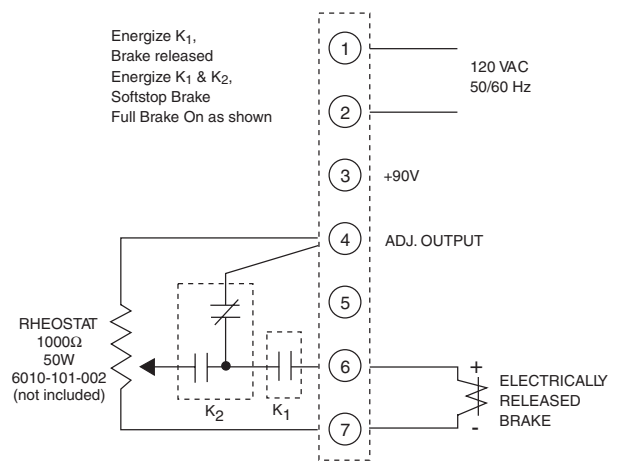 Energize K₁,
Brake released
Energize K₁ & K₂,
Softstop Brake
Full Brake On as shown
1
120 VAC
50/60 Hz
2
3
+90V
4
ADJ. OUTPUT
5
RHEOSTAT
1000Ω
50W
6010-101-002
(not included)
K₂
K₁
6
+
ELECTRICALLY
RELEASED
BRAKE
-
7